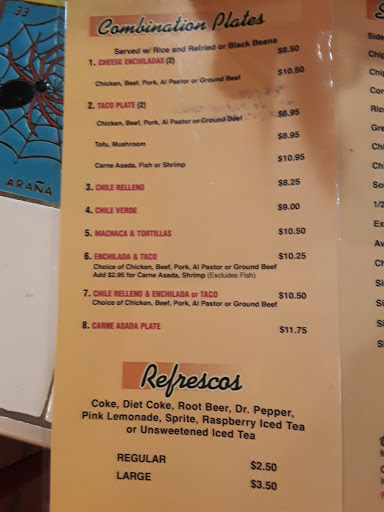 33
ARAÑA
Combination Plates
Served w/ Rice and Refried or Black Beans
1. CHEESE ENCHILADAS (2) $8.50
Chicken, Beef, Pork, Al Pastor or Ground Beef $10.50
2. TACO PLATE (2)
Chicken, Beef, Pork, Al Pastor or Ground Beef $8.95
Tofu, Mushroom $8.95
Carne Asada, Fish or Shrimp $10.95
3. CHILE RELLENO $8.25
4. CHILE VERDE $9.00
5. MACHACA & TORTILLAS $10.50
6. ENCHILADA & TACO $10.25
Choice of Chicken, Beef, Pork, Al Pastor or Ground Beef
Add $2.95 for Carne Asada, Shrimp (Excludes Fish)
7. CHILE RELLENO & ENCHILADA or TACO $10.50
Choice of Chicken, Beef, Pork, Al Pastor or Ground Beef
8. CARNE ASADA PLATE $11.75
Refrescos
Coke, Diet Coke, Root Beer, Dr. Pepper,
Pink Lemonade, Sprite, Raspberry Iced Tea
or Unsweetened Iced Tea
REGULAR $2.50
LARGE $3.50